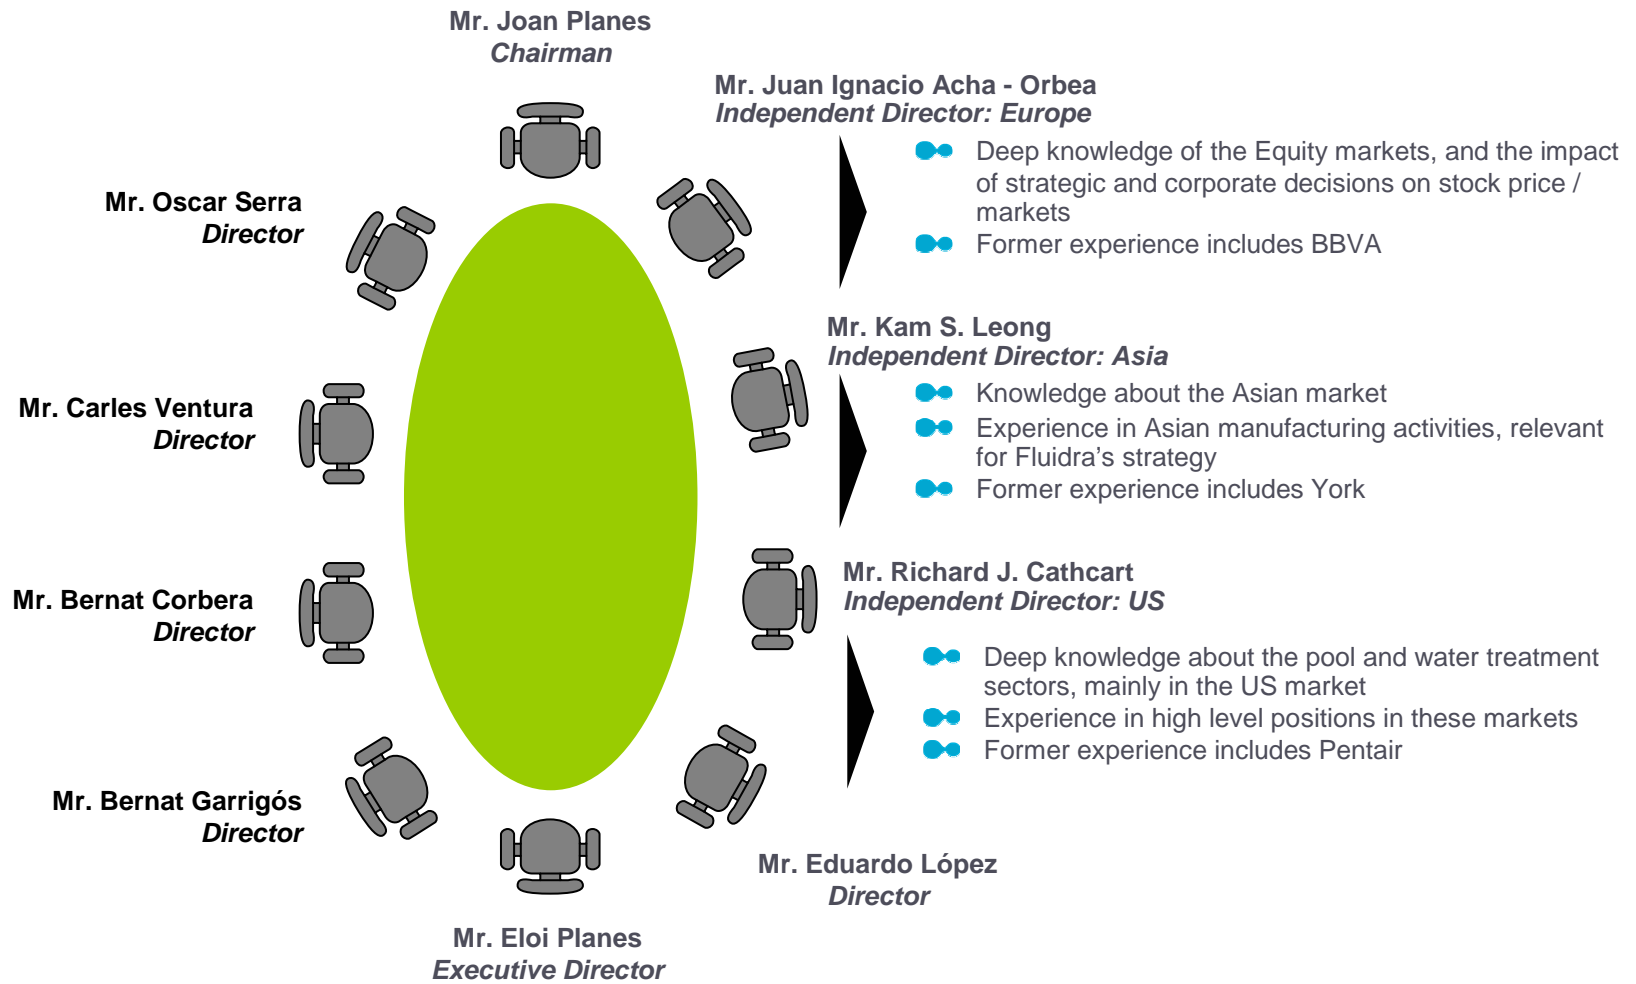 Mr. Joan Planes
Chairman
Mr. Juan Ignacio Acha - Orbea
Independent Director: Europe
Deep knowledge of the Equity markets, and the impact
of strategic and corporate decisions on stock price /
markets
Former experience includes BBVA
Mr. Oscar Serra
Director
Mr. Kam S. Leong
Independent Director: Asia
Knowledge about the Asian market
Experience in Asian manufacturing activities, relevant
for Fluidra’s strategy
Former experience includes York
Mr. Carles Ventura
Director
Mr. Richard J. Cathcart
Independent Director: US
Deep knowledge about the pool and water treatment
sectors, mainly in the US market
Experience in high level positions in these markets
Former experience includes Pentair
Mr. Bernat Corbera
Director
Mr. Bernat Garrigós
Director
Mr. Eduardo López
Director
Mr. Eloi Planes
Executive Director